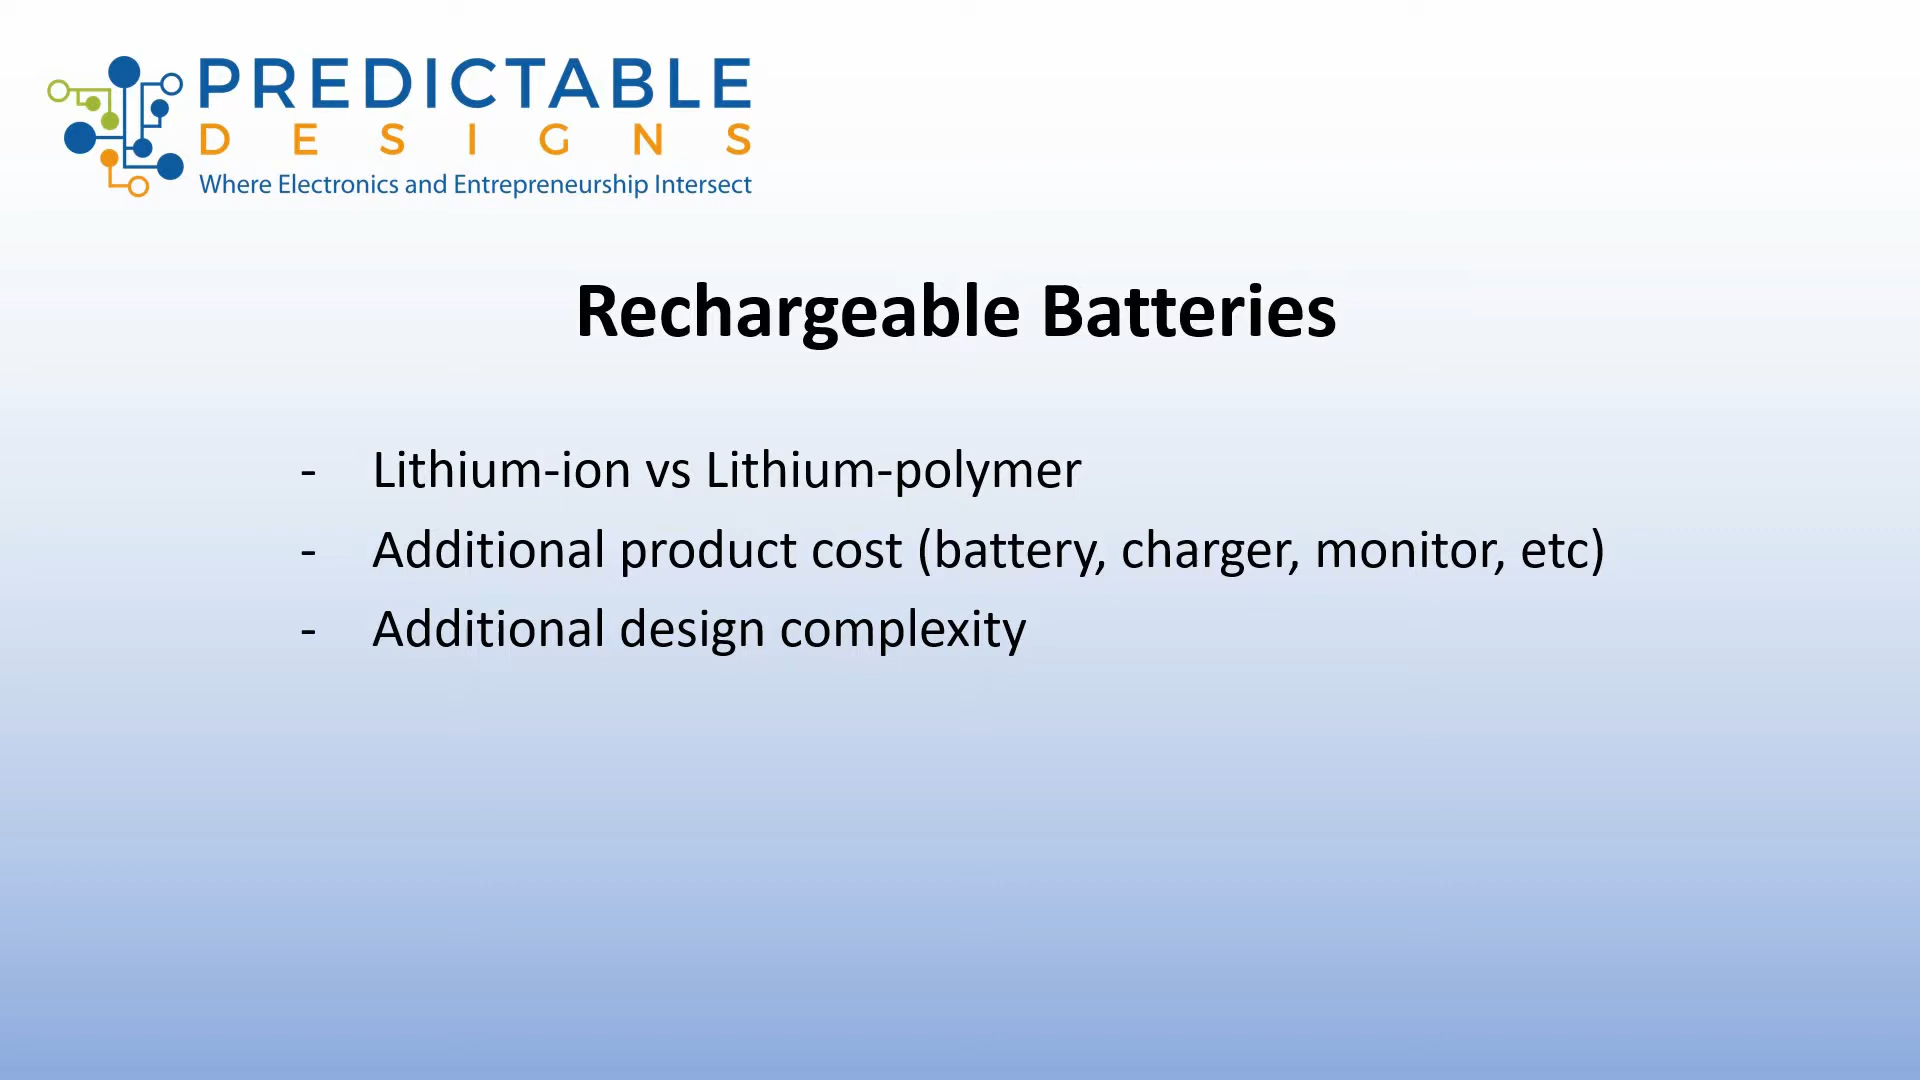 PREDICTABLE
DESIGNS
Where Electronics and Entrepreneurship Intersect
Rechargeable Batteries
- Lithium-ion vs Lithium-polymer
- Additional product cost (battery, charger, monitor, etc)
- Additional design complexity